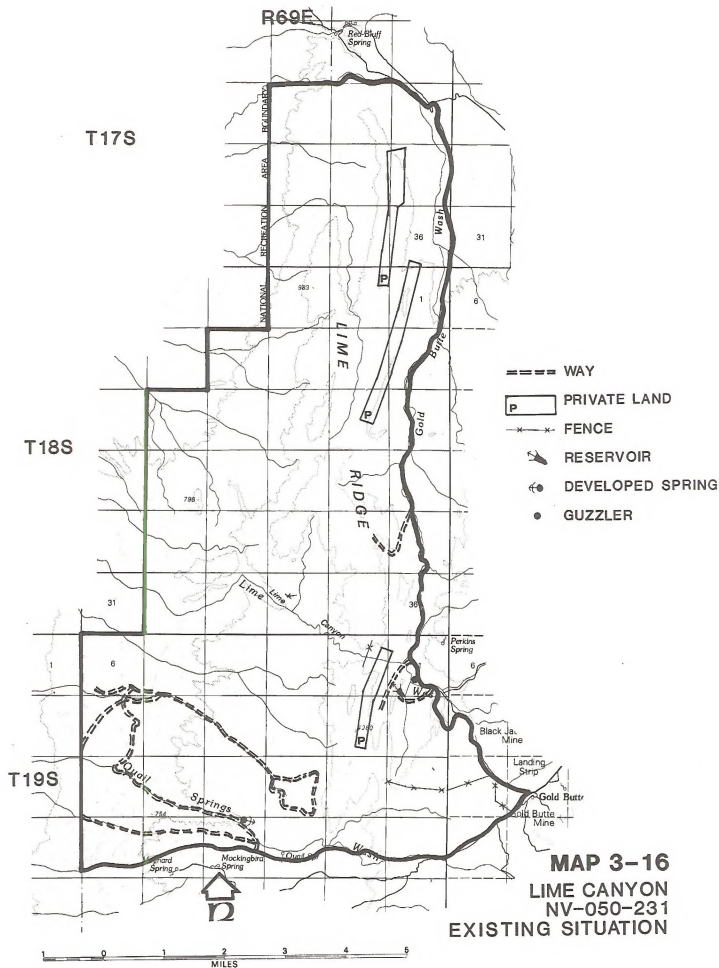 R69E
Red Bluff
Spring
T17S
NATIONAL RECREATION AREA BOUNDARY
Wash
36
31
P
983
1
6
LIME
Butte
P
WAY
P PRIVATE LAND
FENCE
RESERVOIR
DEVELOPED SPRING
GUZZLER
Gold
T18S
798
RIDGE
Lime
Lime
Canyon
31
36
Perkins
Spring
1
6
6
P
Black
Mine
Landing
Strip
T19S
Quail
Springs
Gold Butte
Gold Butte
Mine
754
Wash
Mockingbird
Spring
Spring
n
MAP 3-16
LIME CANYON
NV-050-231
EXISTING SITUATION
1 0 1 2 3 4 5
MILES